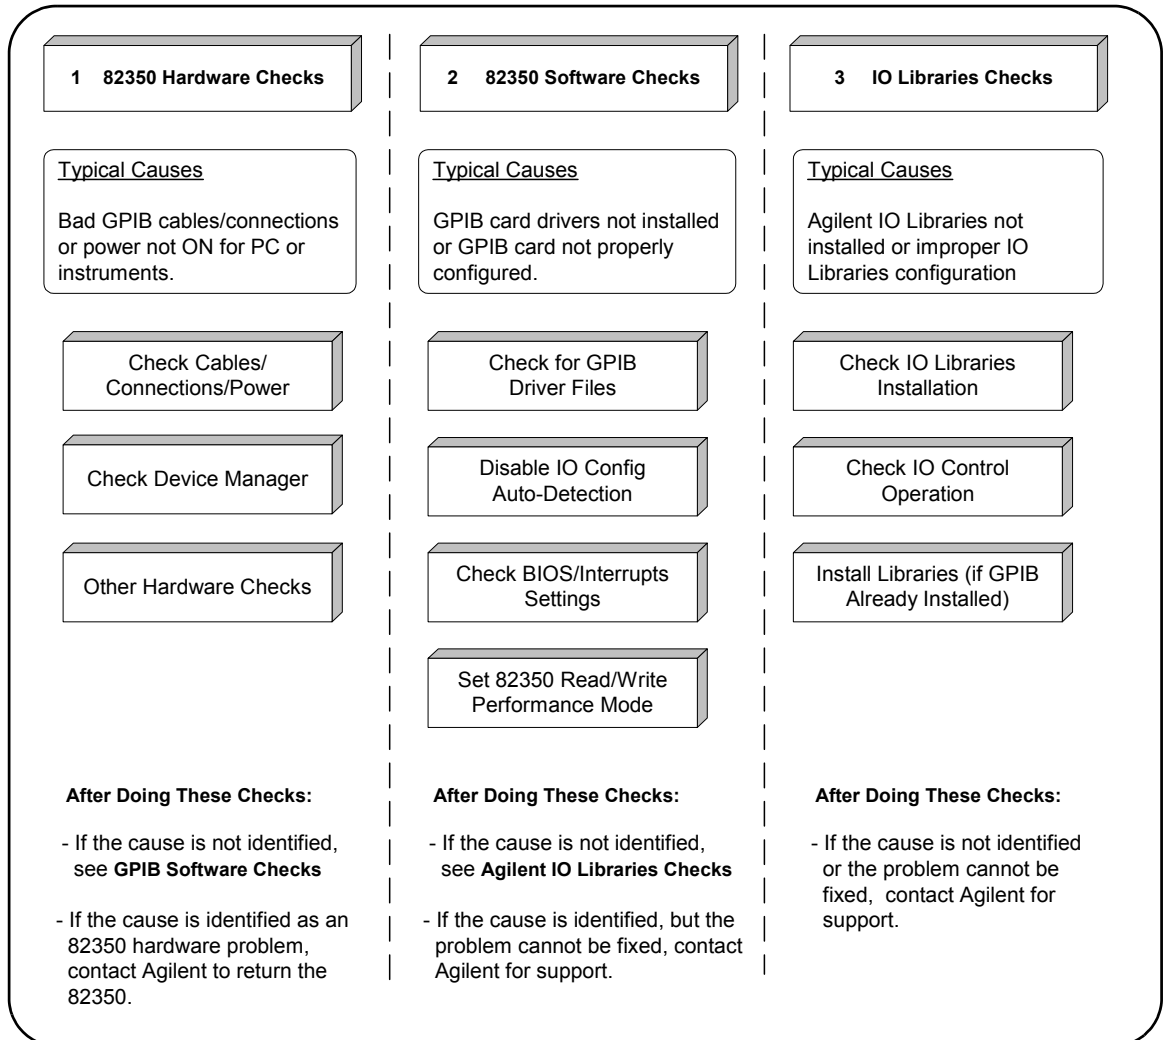 1 82350 Hardware Checks
Typical Causes
Bad GPIB cables/connections
or power not ON for PC or
instruments.
Check Cables/
Connections/Power
Check Device Manager
Other Hardware Checks
After Doing These Checks:
- If the cause is not identified,
see GPIB Software Checks
- If the cause is identified as an
82350 hardware problem,
contact Agilent to return the
82350.
2 82350 Software Checks
Typical Causes
GPIB card drivers not installed
or GPIB card not properly
configured.
Check for GPIB
Driver Files
Disable IO Config
Auto-Detection
Check BIOS/Interrupts
Settings
Set 82350 Read/Write
Performance Mode
After Doing These Checks:
- If the cause is not identified,
see Agilent IO Libraries Checks
- If the cause is identified, but the
problem cannot be fixed, contact
Agilent for support.
3 IO Libraries Checks
Typical Causes
Agilent IO Libraries not
installed or improper IO
Libraries configuration
Check IO Libraries
Installation
Check IO Control
Operation
Install Libraries (if GPIB
Already Installed)
After Doing These Checks:
- If the cause is not identified
or the problem cannot be
fixed, contact Agilent for
support.